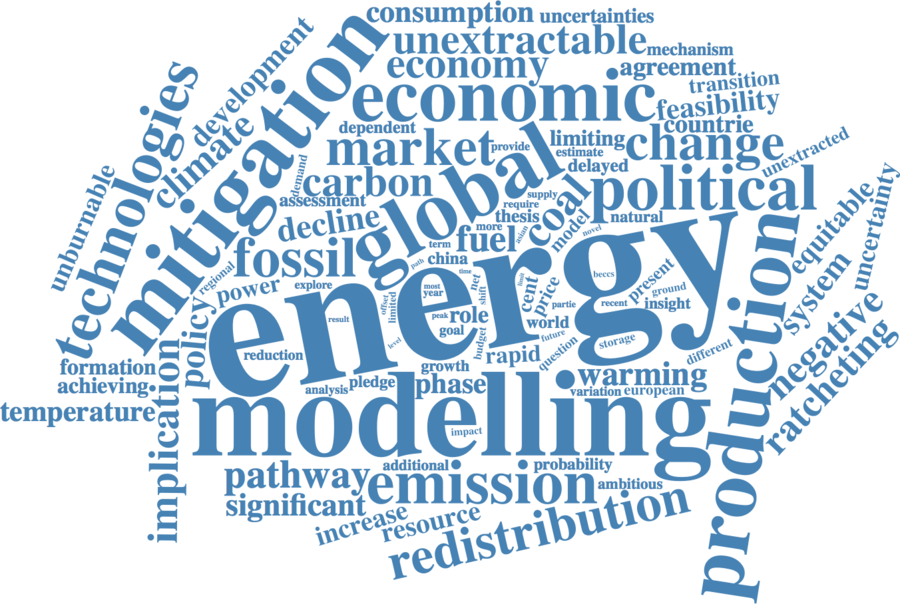 consumption
uncertainties
unextractable
mechanism
development
economy
agreement
transition
economic
feasibility
technologies
mitigation
climate
dependent
countrie
market
provide
limiting
estimate
change
unextracted
demand
carbon
global
delayed
unburnable
assessment
supply
require
coal
political
decline
thesis
natural
more
asian
model
novel
equitable
uncertainty
fossil
term
china
fuel
regional
power
explore
path
time
net
beccs
present
system
policy
energy
most
year
offset
limited
shift
limit
cent
price
partie
recent
ground
insight
production
result
peak
role
goal
world
level
budget
future
question
storage
different
negative
reduction
rapid
formation
achieving
growth
warming
ratcheting
analysis
pledge
phase
variation
european
temperature
implication
modelling
impact
pathway
additional
probability
significant
emission
ambitious
increase
resource
redistribution